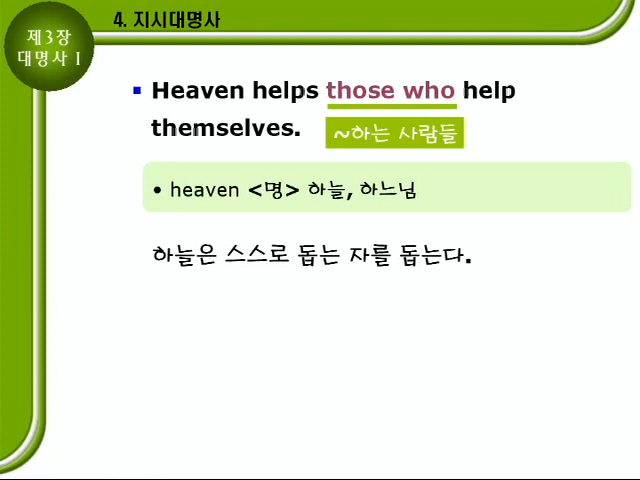 4. 지시대명사
제3장
대명사 I
▪ Heaven helps those who help
themselves.
~하는 사람들
• heaven <명> 하늘, 하느님
하늘은 스스로 돕는 자를 돕는다.